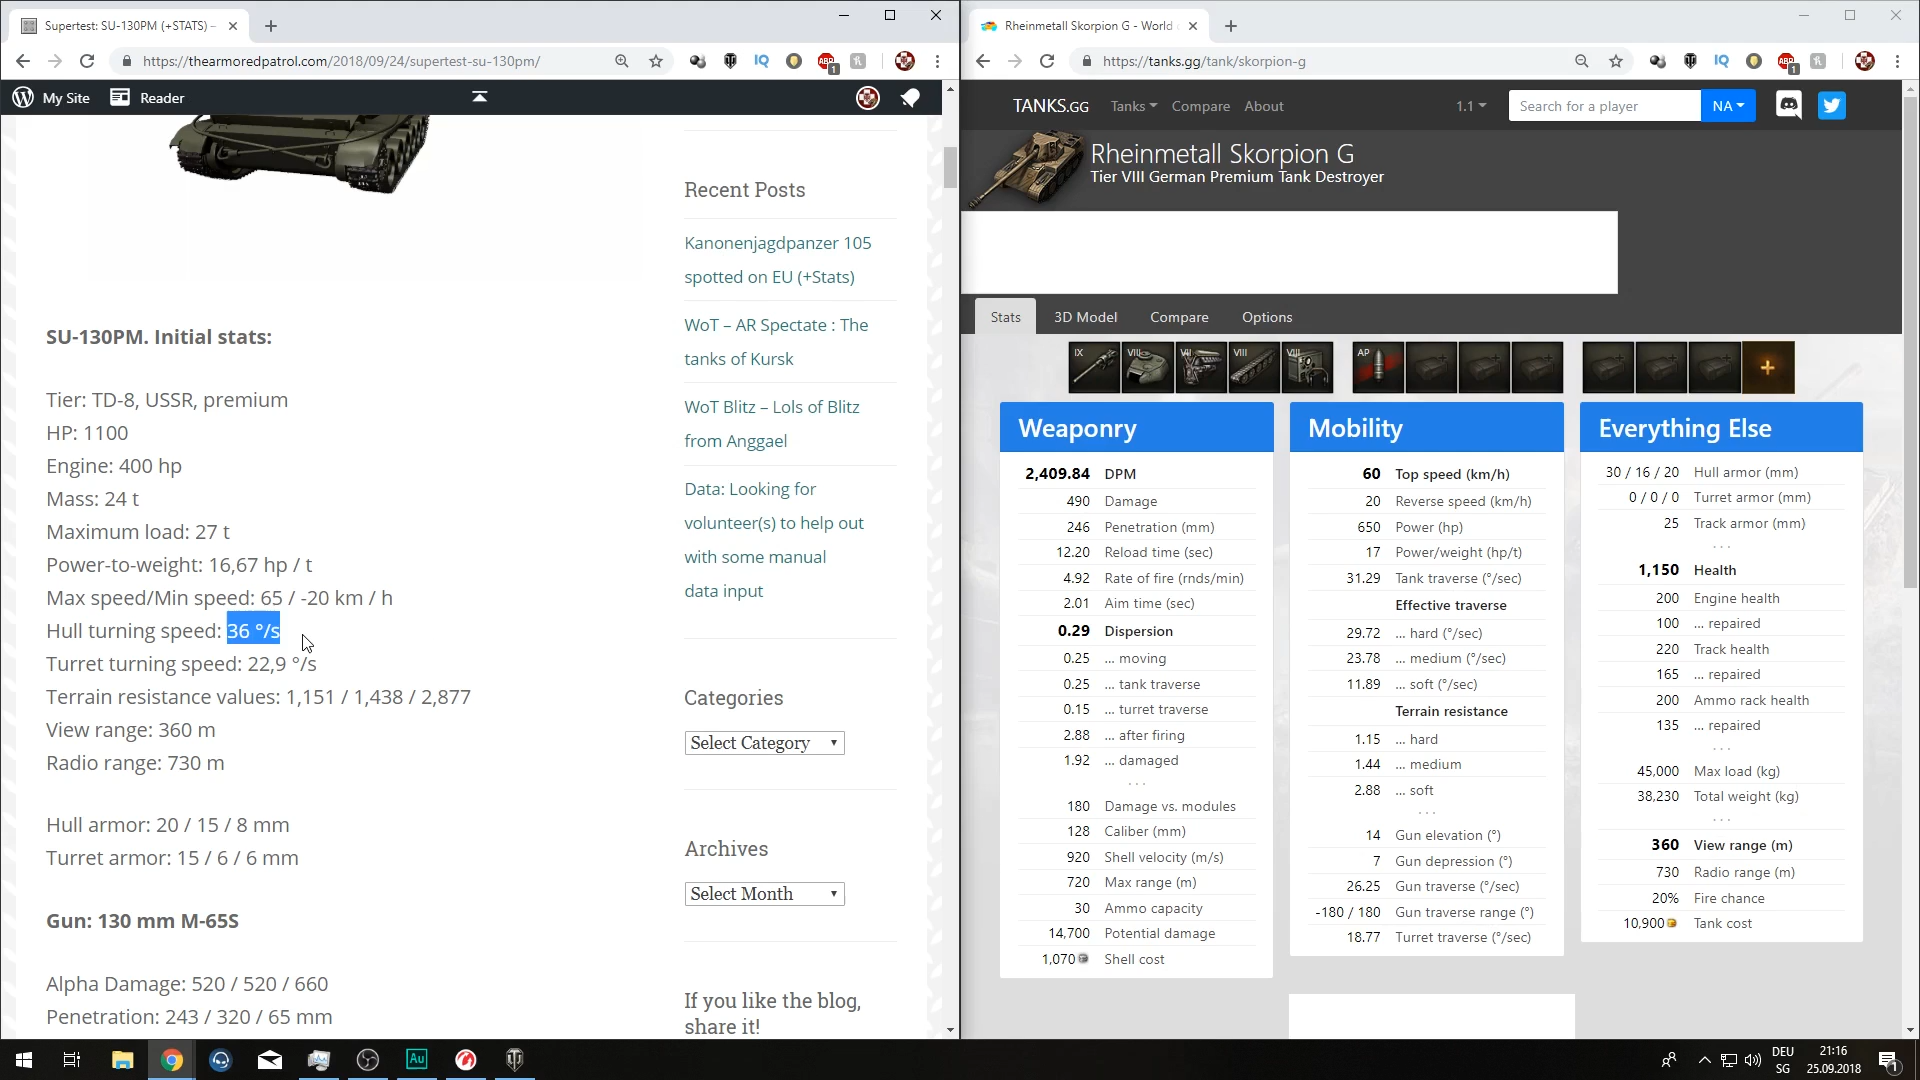 Supertest: SU-130PM (+STATS) –
https://thearmoredpatrol.com/2018/09/24/supertest-su-130pm/
IQ
ABP
1
My Site
Reader
Recent Posts
Kanonenjagdpanzer 105
spotted on EU (+Stats)
WoT – AR Spectate : The
tanks of Kursk
WoT Blitz – Lols of Blitz
from Anggael
Data: Looking for
volunteer(s) to help out
with some manual
data input
Categories
Select Category
Archives
Select Month
If you like the blog,
share it!
SU-130PM. Initial stats:
Tier: TD-8, USSR, premium
HP: 1100
Engine: 400 hp
Mass: 24 t
Maximum load: 27 t
Power-to-weight: 16,67 hp / t
Max speed/Min speed: 65 / -20 km / h
Hull turning speed: 36 °/s
Turret turning speed: 22,9 °/s
Terrain resistance values: 1,151 / 1,438 / 2,877
View range: 360 m
Radio range: 730 m
Hull armor: 20 / 15 / 8 mm
Turret armor: 15 / 6 / 6 mm
Gun: 130 mm M-65S
Alpha Damage: 520 / 520 / 660
Penetration: 243 / 320 / 65 mm
Rheinmetall Skorpion G - World
https://tanks.gg/tank/skorpion-g
IQ
ABP
1
TANKS.GG
Tanks
Compare
About
1.1
Search for a player
NA
Rheinmetall Skorpion G
Tier VIII German Premium Tank Destroyer
Stats
3D Model
Compare
Options
IX
VIII
VII
VIII
VIII
AP
Weaponry
2,409.84 DPM
490 Damage
246 Penetration (mm)
12.20 Reload time (sec)
4.92 Rate of fire (rnds/min)
2.01 Aim time (sec)
0.29 Dispersion
0.25 ... moving
0.25 ... tank traverse
0.15 ... turret traverse
2.88 ... after firing
1.92 ... damaged
...
180 Damage vs. modules
128 Caliber (mm)
920 Shell velocity (m/s)
720 Max range (m)
30 Ammo capacity
14,700 Potential damage
1,070 Shell cost
Mobility
60 Top speed (km/h)
20 Reverse speed (km/h)
650 Power (hp)
17 Power/weight (hp/t)
31.29 Tank traverse (°/sec)
Effective traverse
29.72 ... hard (°/sec)
23.78 ... medium (°/sec)
11.89 ... soft (°/sec)
Terrain resistance
1.15 ... hard
1.44 ... medium
2.88 ... soft
...
14 Gun elevation (°)
7 Gun depression (°)
26.25 Gun traverse (°/sec)
-180 / 180 Gun traverse range (°)
18.77 Turret traverse (°/sec)
Everything Else
30 / 16 / 20 Hull armor (mm)
0 / 0 / 0 Turret armor (mm)
25 Track armor (mm)
...
1,150 Health
200 Engine health
100 ... repaired
220 Track health
165 ... repaired
200 Ammo rack health
135 ... repaired
...
45,000 Max load (kg)
38,230 Total weight (kg)
...
360 View range (m)
730 Radio range (m)
20% Fire chance
10,900 Tank cost
Au
DEU
SG
21:16
25.09.2018
1